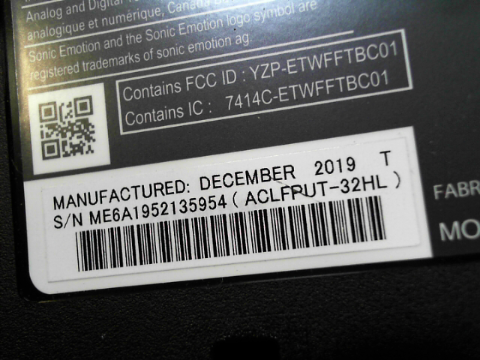 Analog and Digital
analogique et numérique, Canada
Sonic Emotion and the Sonic Emotion logo symbol are
registered trademarks of sonic emotion ag.
Contains FCC ID : YZP-ETWFFTBC01
Contains IC : 7414C-ETWFFTBC01
MANUFACTURED: DECEMBER 2019 T
S/N ME6A1952135954 ( ACLFPUT-32HL )
FABR
MO